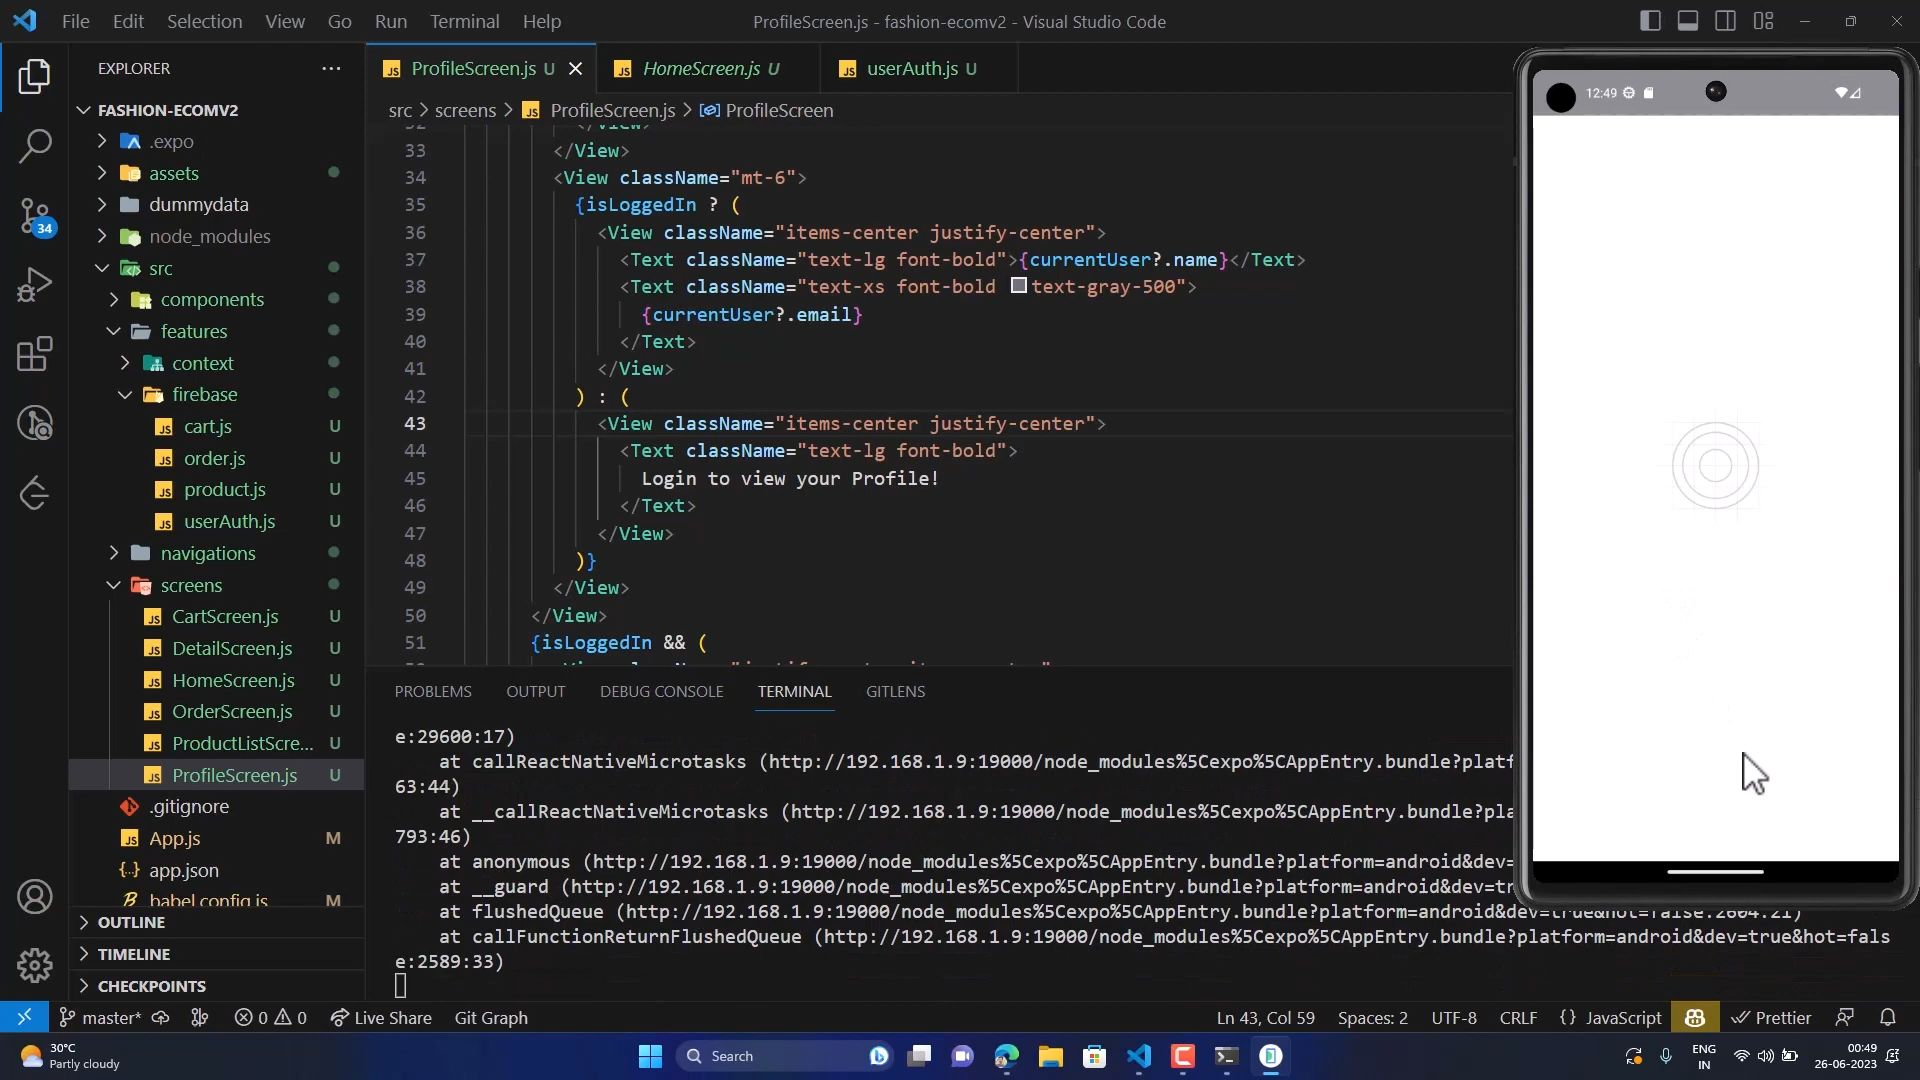 File Edit Selection View Go Run Terminal Help
ProfileScreen.js - fashion-ecomv2 - Visual Studio Code
EXPLORER
FASHION-ECOMV2
.expo
assets
dummydata
node_modules
src
components
features
context
firebase
cart.js U
order.js U
product.js U
userAuth.js U
navigations
screens
CartScreen.js U
DetailScreen.js U
HomeScreen.js U
OrderScreen.js U
ProductListScre... U
ProfileScreen.js U
.gitignore
App.js M
app.json
babel.config.js M
OUTLINE
TIMELINE
CHECKPOINTS
34
ProfileScreen.js U HomeScreen.js U userAuth.js U
src > screens > ProfileScreen.js > ProfileScreen
32 </View>
33 </View>
34 <View className="mt-6">
35 {isLoggedIn ? (
36 <View className="items-center justify-center">
37 <Text className="text-lg font-bold">{currentUser?.name}</Text>
38 <Text className="text-xs font-bold text-gray-500">
39 {currentUser?.email}
40 </Text>
41 </View>
42 ) : (
43 <View className="items-center justify-center">
44 <Text className="text-lg font-bold">
45 Login to view your Profile!
46 </Text>
47 </View>
48 )}
49 </View>
50 </View>
51 {isLoggedIn && (
PROBLEMS OUTPUT DEBUG CONSOLE TERMINAL GITLENS
e:29600:17)
at callReactNativeMicrotasks (http://192.168.1.9:19000/node_modules%5Cexpo%5CAppEntry.bundle?platf
63:44)
at __callReactNativeMicrotasks (http://192.168.1.9:19000/node_modules%5Cexpo%5CAppEntry.bundle?pla
793:46)
at anonymous (http://192.168.1.9:19000/node_modules%5Cexpo%5CAppEntry.bundle?platform=android&dev=
at __guard (http://192.168.1.9:19000/node_modules%5Cexpo%5CAppEntry.bundle?platform=android&dev=tr
at flushedQueue (http://192.168.1.9:19000/node_modules%5Cexpo%5CAppEntry.bundle?platform=android&dev=true&hot=false:2604:21)
at callFunctionReturnFlushedQueue (http://192.168.1.9:19000/node_modules%5Cexpo%5CAppEntry.bundle?platform=android&dev=true&hot=fals
e:2589:33)
12:49
master* 0 0 Live Share Git Graph
Ln 43, Col 59 Spaces: 2 UTF-8 CRLF {} JavaScript Prettier
30°C
Partly cloudy
Search
ENG
IN
00:49
26-06-2023